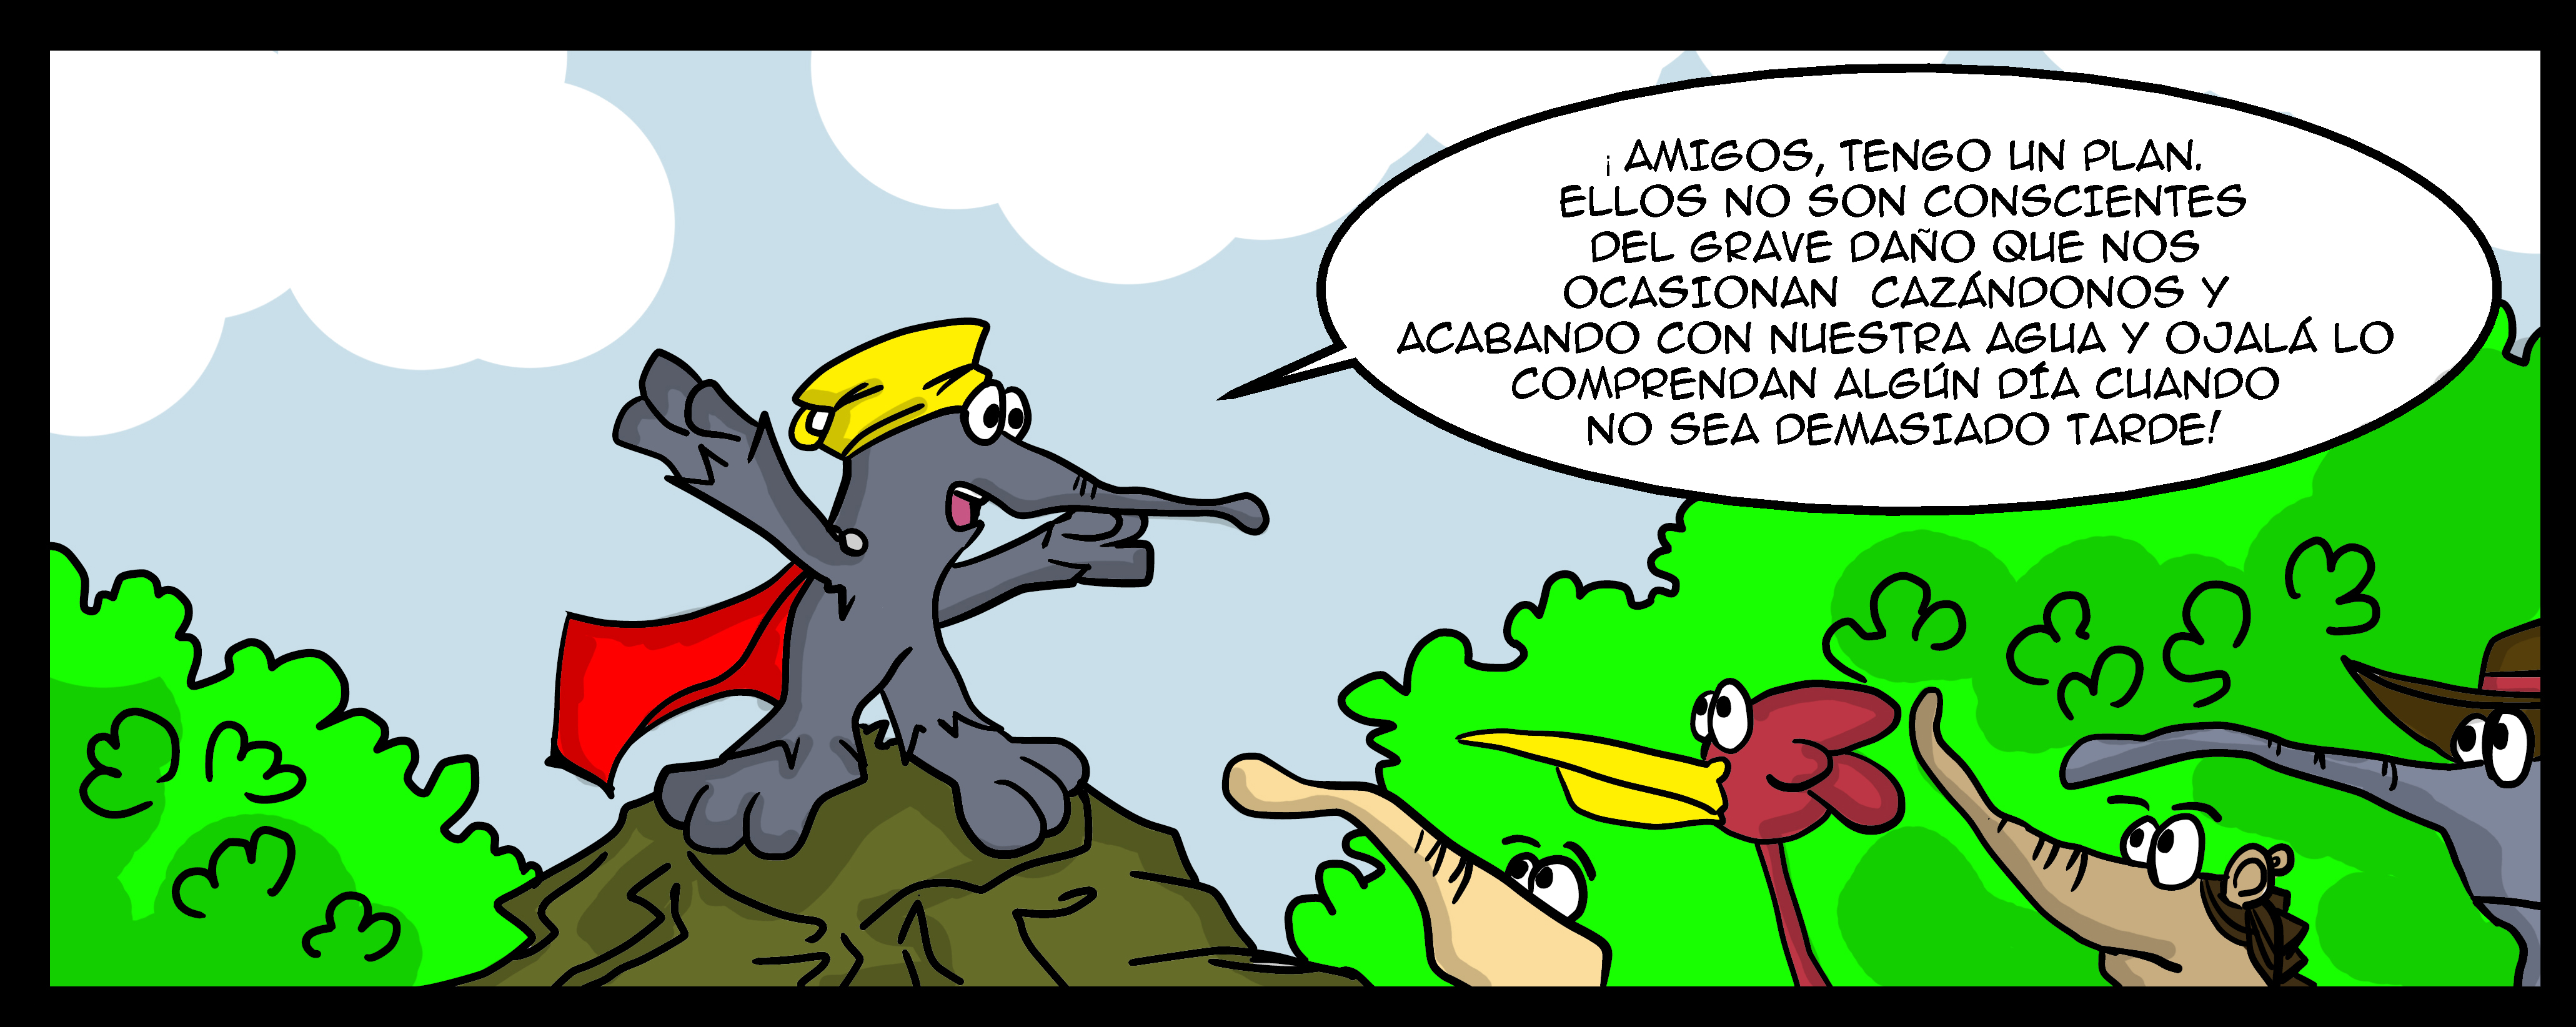 ¡ AMIGOS, TENGO UN PLAN.
ELLOS NO SON CONSCIENTES
DEL GRAVE DAÑO QUE NOS
OCASIONAN CAZÁNDONOS Y
ACABANDO CON NUESTRA AGUA Y OJALÁ LO
COMPRENDAN ALGÚN DÍA CUANDO
NO SEA DEMASIADO TARDE!